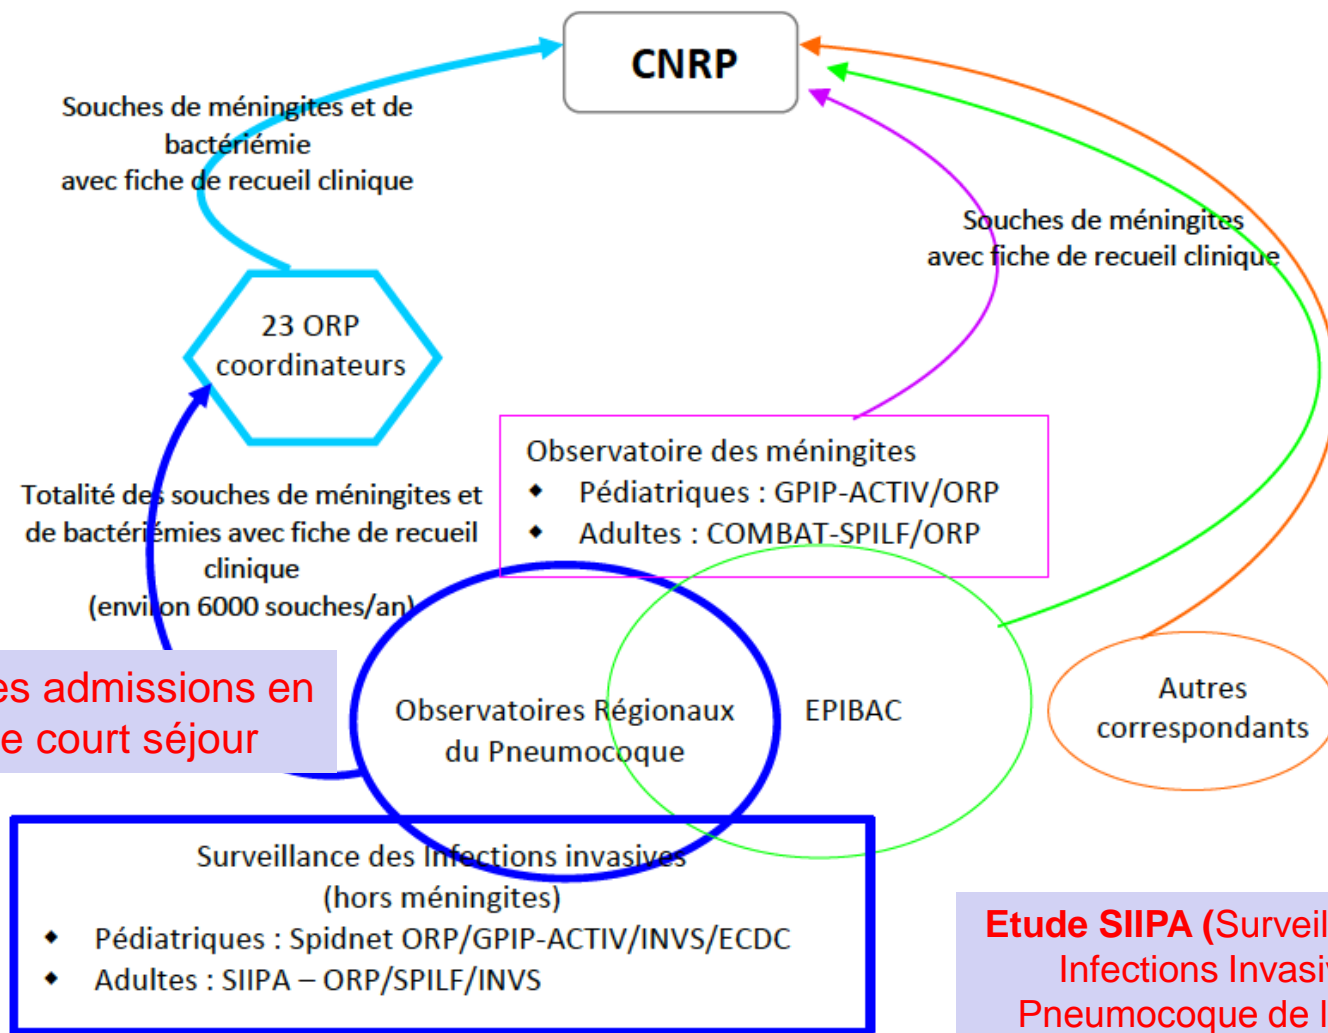 CNRP
Souches de méningites et de
bactériémie
avec fiche de recueil clinique
Souches de méningites
avec fiche de recueil clinique
23 ORP
coordinateurs
Observatoire des méningites
◆ Pédiatriques : GPIP-ACTIV/ORP
◆ Adultes : COMBAT-SPILF/ORP
Totalité des souches de méningites et
de bactériémies avec fiche de recueil
clinique
(environ 6000 souches/an)
es admissions en
e court séjour
Observatoires Régionaux
du Pneumocoque
EPIBAC
Autres
correspondants
Surveillance des Infections invasives
(hors méningites)
◆ Pédiatriques : Spidnet ORP/GPIP-ACTIV/INVS/ECDC
◆ Adultes : SIIPA – ORP/SPILF/INVS
Etude SIIPA (Surveil
Infections Invasi
Pneumocoque de l